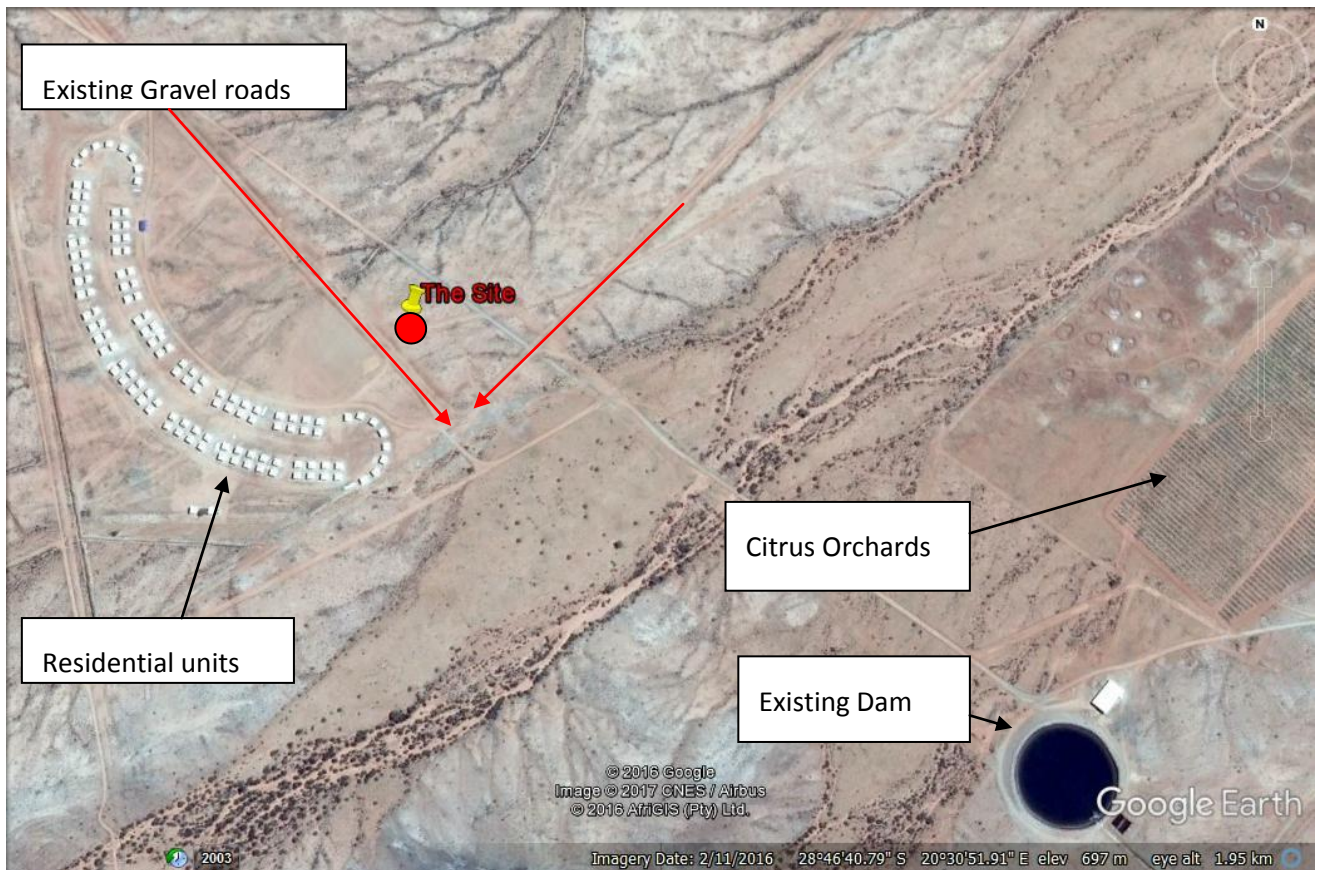 N
Existing Gravel roads
The Site
Citrus Orchards
Residential units
Existing Dam
© 2016 Google
Image © 2017 CNES / Airbus
© 2016 AfriGIS (Pty) Ltd.
Google Earth
2003
Imagery Date: 2/11/2016 28°46'40.79" S 20°30'51.91" E elev 697 m eye alt 1.95 km